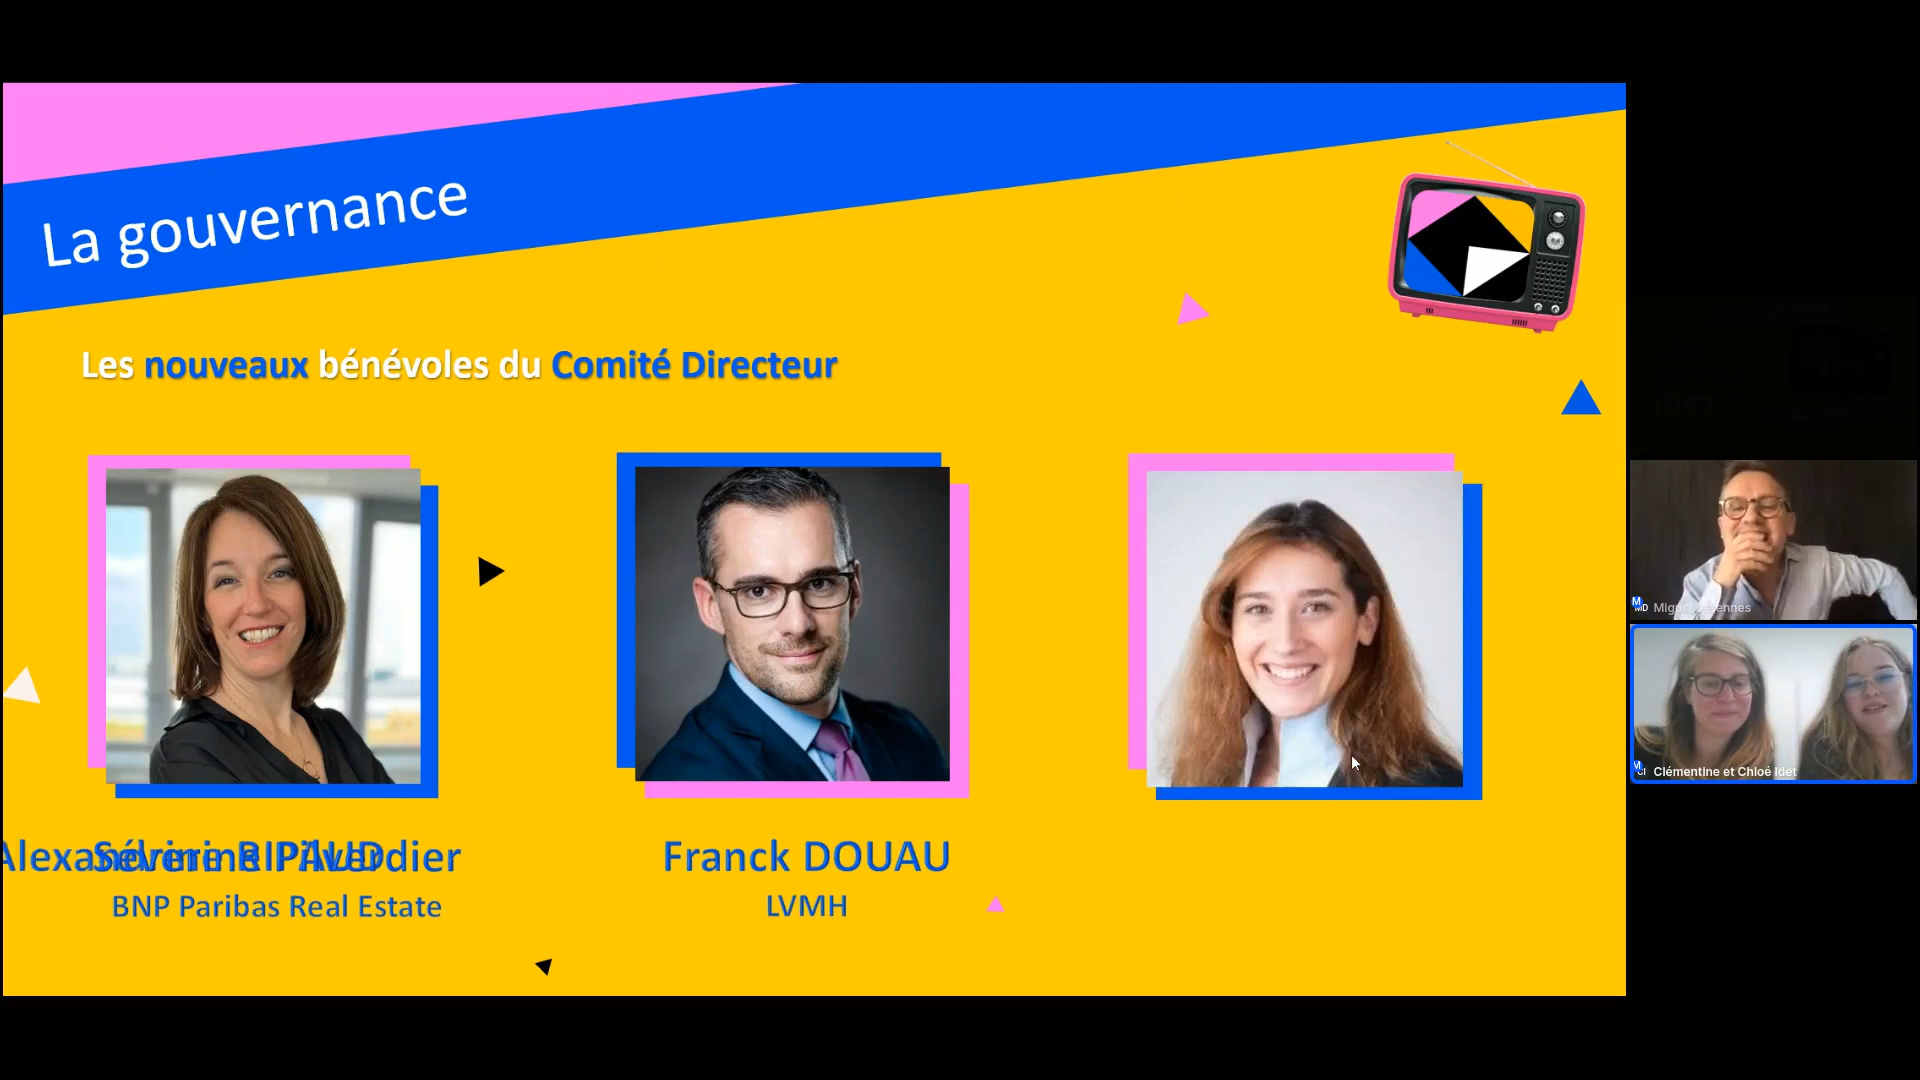 La gouvernance
Les nouveaux bénévoles du Comité Directeur
Franck DOUAU
BNP Paribas Real Estate
LVMH
Clémentine et Chloé Idet